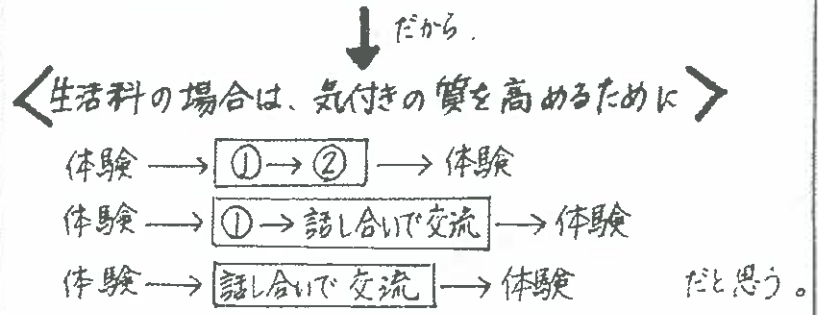 だから.
<生活科の場合は、気付きの質を高めるために>
体験 → ①→② → 体験
体験 → ①→話し合いで交流 → 体験
体験 → 話し合いで交流 → 体験 だと思う。